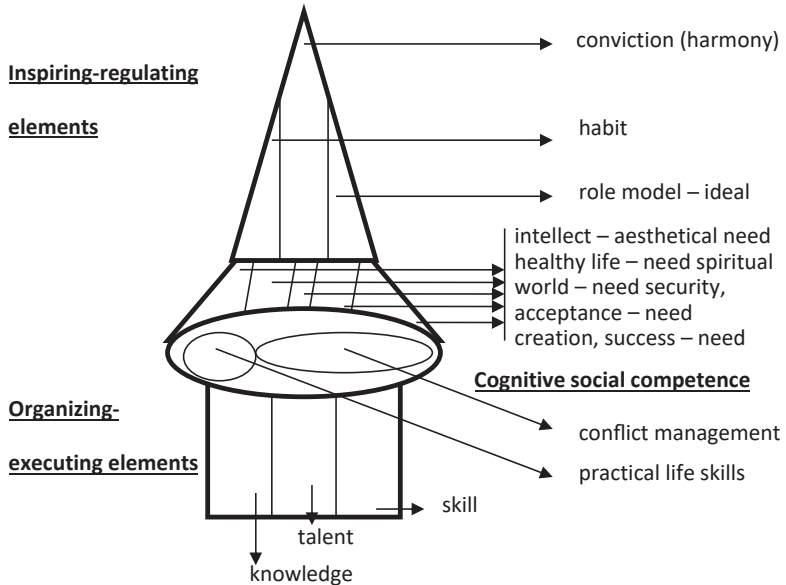 conviction (harmony)
Inspiring-regulating
elements
habit
role model – ideal
intellect – aesthetical need
healthy life – need spiritual
world – need security,
acceptance – need
creation, success – need
Cognitive social competence
Organizing-
executing elements
conflict management
practical life skills
skill
talent
knowledge